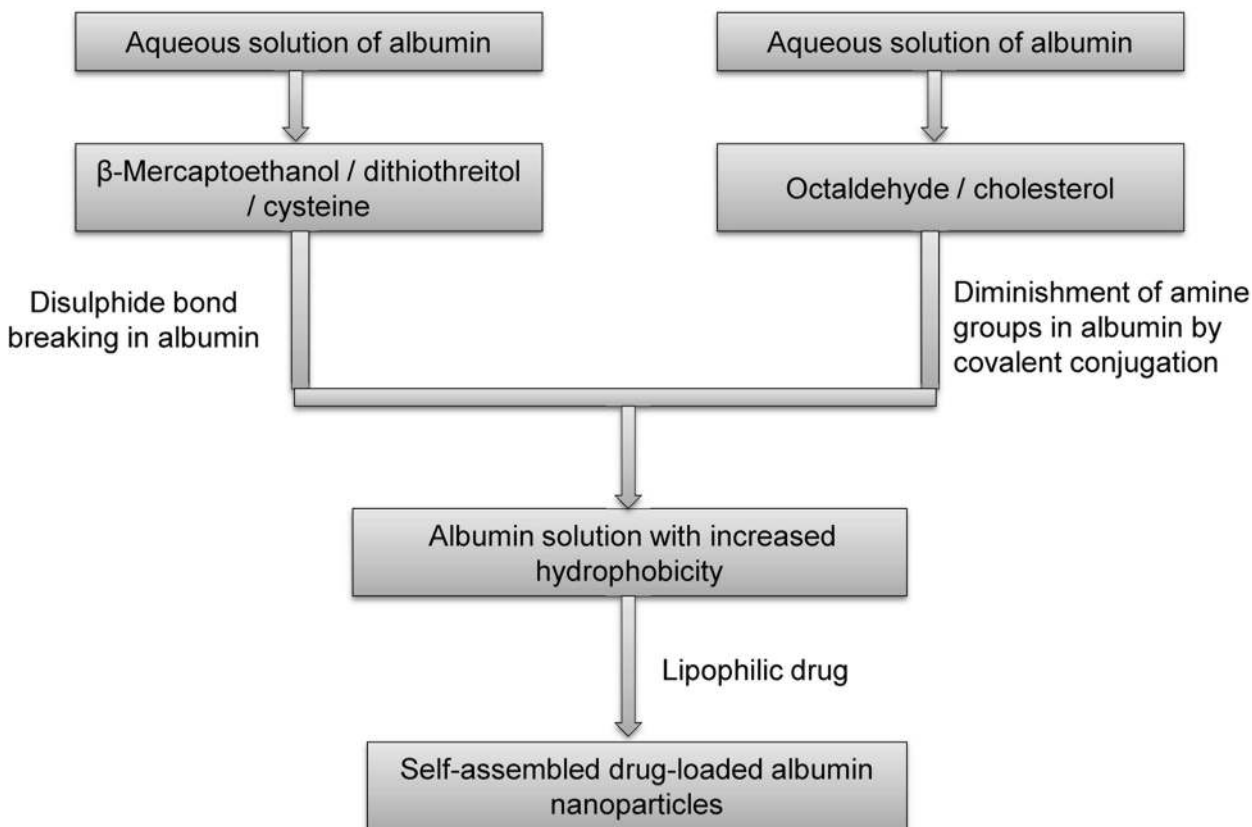 Aqueous solution of albumin
Aqueous solution of albumin
β-Mercaptoethanol / dithiothreitol
/ cysteine
Octaldehyde / cholesterol
Disulphide bond
breaking in albumin
Diminishment of amine
groups in albumin by
covalent conjugation
Albumin solution with increased
hydrophobicity
Lipophilic drug
Self-assembled drug-loaded albumin
nanoparticles